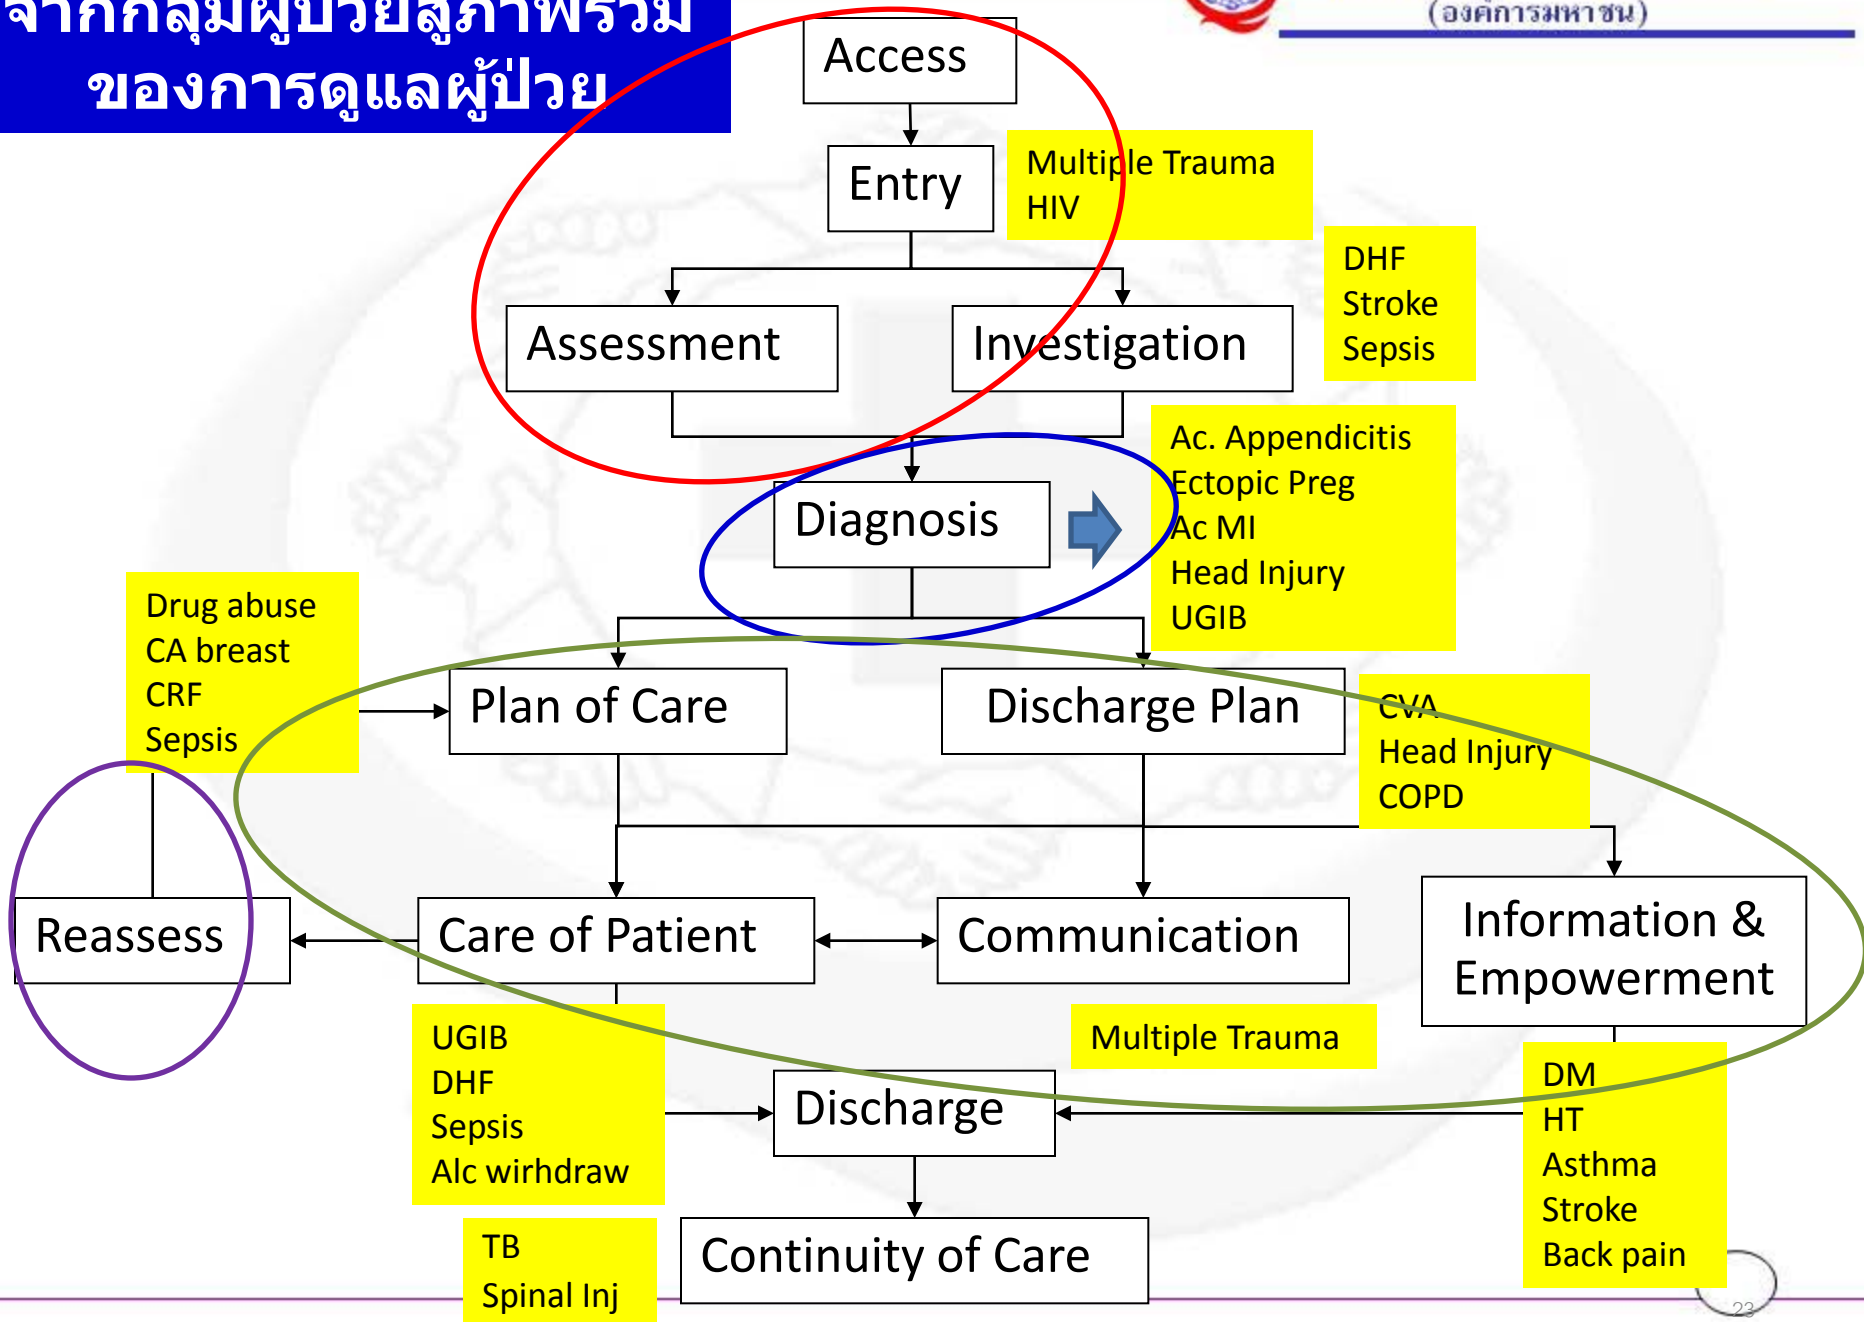 จากกลุ่มผู้ป่วยสู่ภาพรวม
ของการดูแลผู้ป่วย
(องค์การมหาชน)
Access
Entry
Multiple Trauma
HIV
DHF
Stroke
Sepsis
Assessment
Investigation
Ac. Appendicitis
Ectopic Preg
Ac MI
Head Injury
UGIB
Diagnosis
Drug abuse
CA breast
CRF
Sepsis
Plan of Care
Discharge Plan
CVA
Head Injury
COPD
Reassess
Care of Patient
Communication
Information &
Empowerment
UGIB
DHF
Sepsis
Alc wirhdraw
Multiple Trauma
Discharge
DM
HT
Asthma
Stroke
Back pain
TB
Spinal Inj
Continuity of Care
23